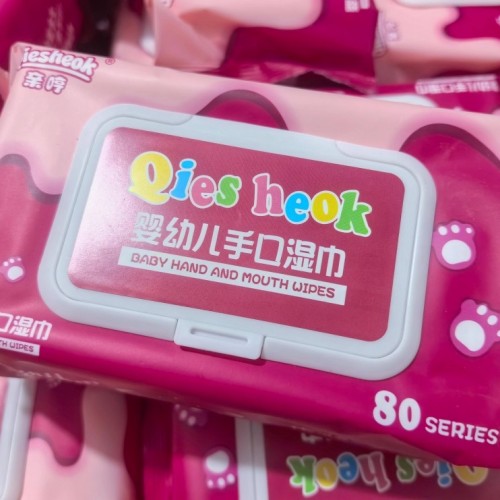 iesheok®
亲哼
Qies heok
婴幼儿手口湿巾
BABY HAND AND MOUTH WIPES
口湿巾
TH WIPES
80 SERIES
Qies heok